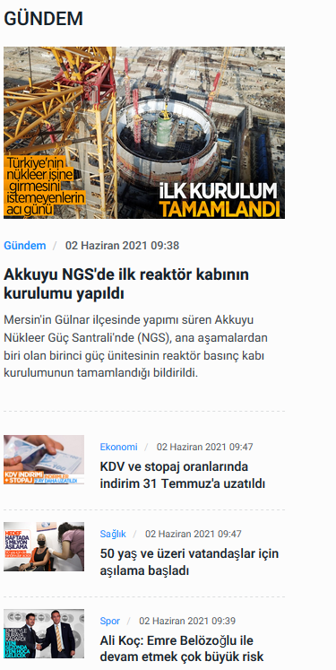 GÜNDEM
Türkiye'nin
nükleer işine
girmesini
istemeyenlerin
acı günü
İLK KURULUM
TAMAMLANDI
Gündem / 02 Haziran 2021 09:38
Akkuyu NGS'de ilk reaktör kabının
kurulumu yapıldı
Mersin'in Gülnar ilçesinde yapımı süren Akkuyu
Nükleer Güç Santrali'nde (NGS), ana aşamalardan
biri olan birinci güç ünitesinin reaktör basınç kabı
kurulumunun tamamlandığı bildirildi.
KDV İNDİRİMİ
+ STOPAJ
Ekonomi / 02 Haziran 2021 09:47
KDV ve stopaj oranlarında
indirim 31 Temmuz'a uzatıldı
HEDEF
HAFTADA
Sağlık / 02 Haziran 2021 09:47
50 yaş ve üzeri vatandaşlar için
aşılama başladı
Spor / 02 Haziran 2021 09:39
Ali Koç: Emre Belözoğlu ile
devam etmek çok büyük risk